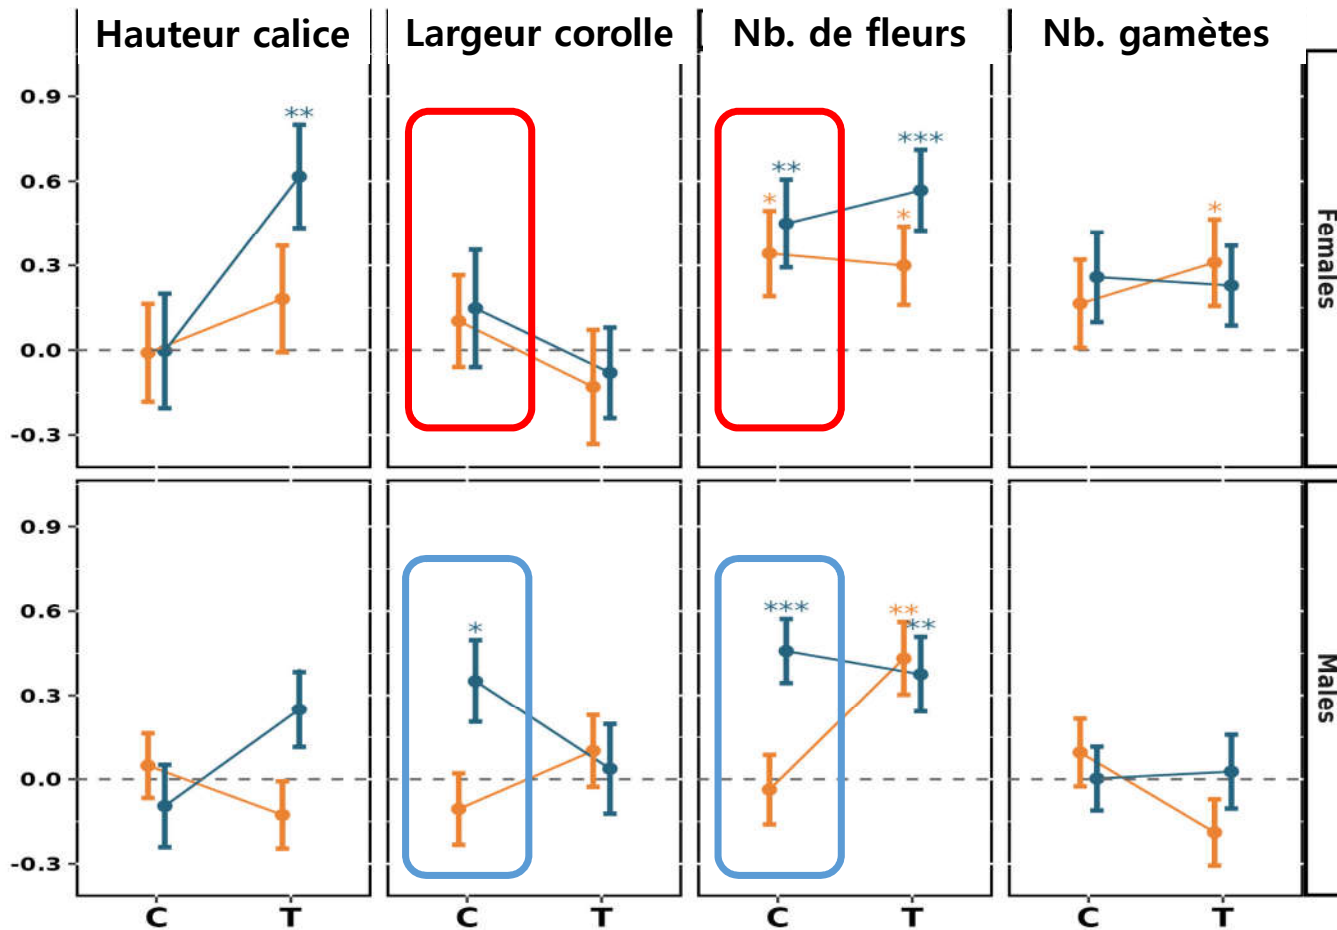 Hauteur calice
Largeur corolle
Nb. de fleurs
Nb. gamètes
0.9
0.6
0.3
0.0
-0.3
**
*
**
*
***
*
Females
0.9
0.6
0.3
0.0
-0.3
*
***
**
**
Males
C
T
C
T
C
T
C
T